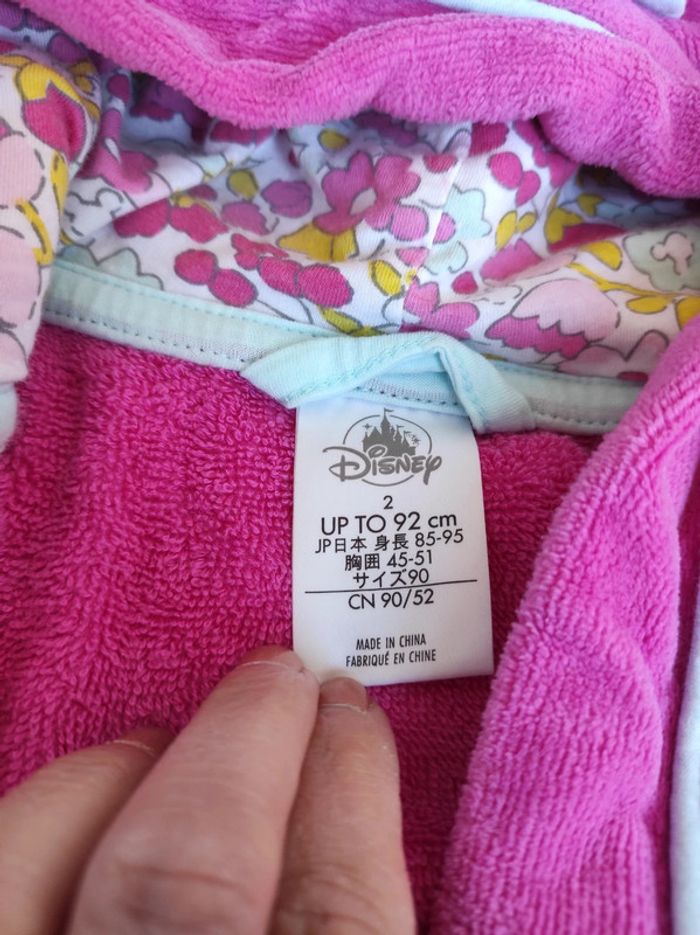 Disney
2
UP TO 92 cm
JP日本 身長 85-95
胸囲 45-51
サイズ90
CN 90/52
MADE IN CHINA
FABRIQUÉ EN CHINE